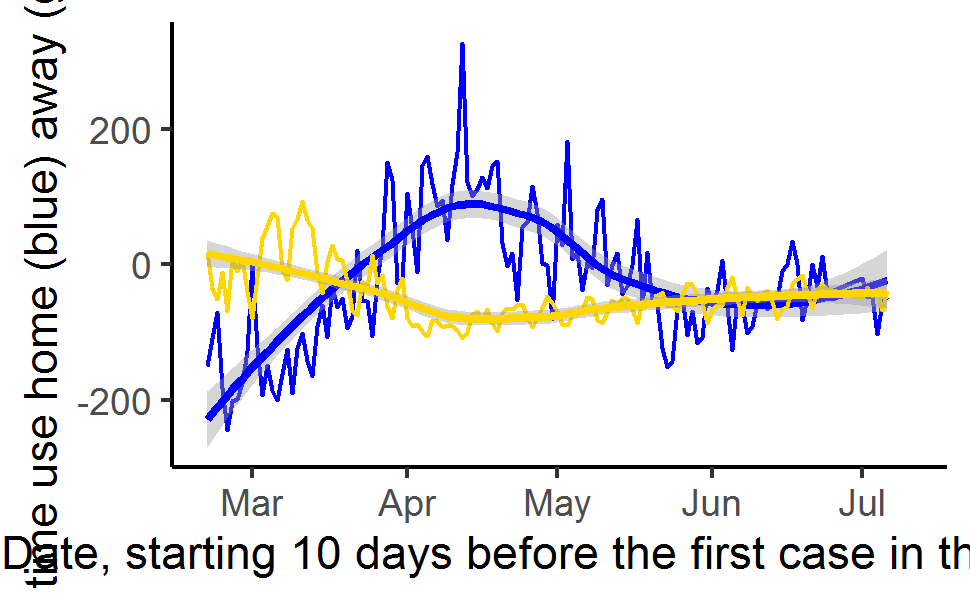 time use home (blue) away (
200
0
-200
Mar Apr May Jun Jul
Date, starting 10 days before the first case in th